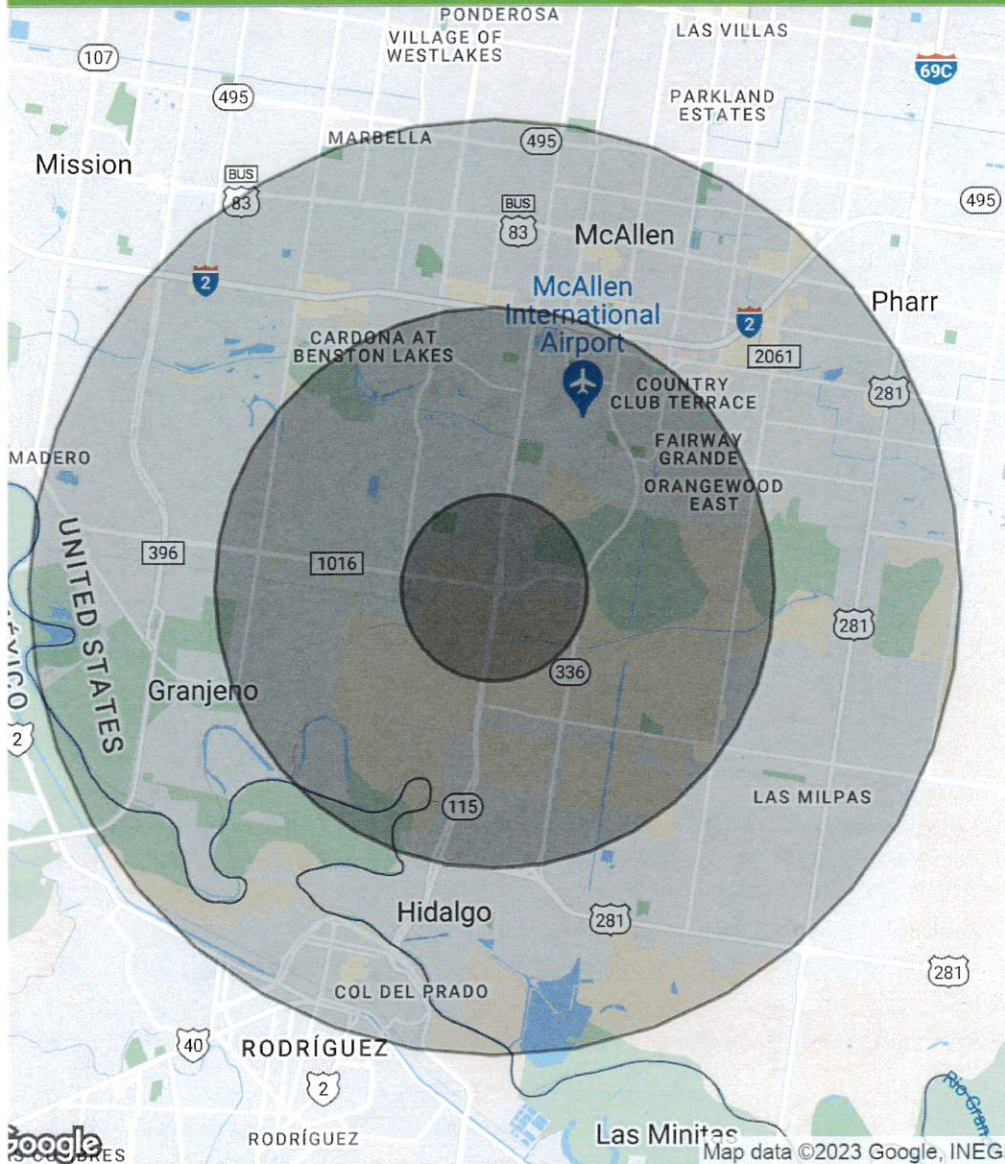 PONDEROSA
VILLAGE OF
WESTLAKES
LAS VILLAS
107
69C
495
PARKLAND
ESTATES
MARBELLA
495
Mission
BUS
83
BUS
83
495
McAllen
2
McAllen
International
Airport
Pharr
2
CARDONA AT
BENSTON LAKES
2061
COUNTRY
CLUB TERRACE
281
FAIRWAY
GRANDE
MADERO
ORANGEWOOD
EAST
UNITED STATES
396
1016
MÉXICO
281
336
Granjeno
2
115
LAS MILPAS
Hidalgo
281
281
COL DEL PRADO
40
RODRÍGUEZ
2
Rio Gran
Google
RODRÍGUEZ
Las Minitas
Map data ©2023 Google, INEG